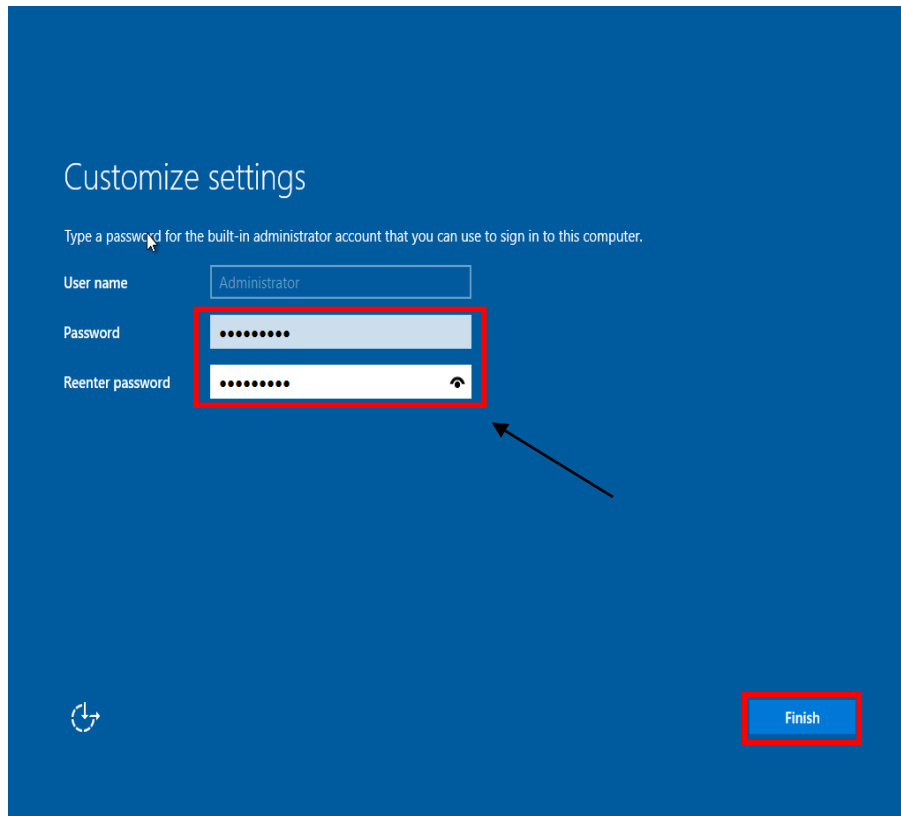 Customize settings
Type a password for the built-in administrator account that you can use to sign in to this computer.
User name
Administrator
Password
•••••••••
Reenter password
•••••••••
Finish